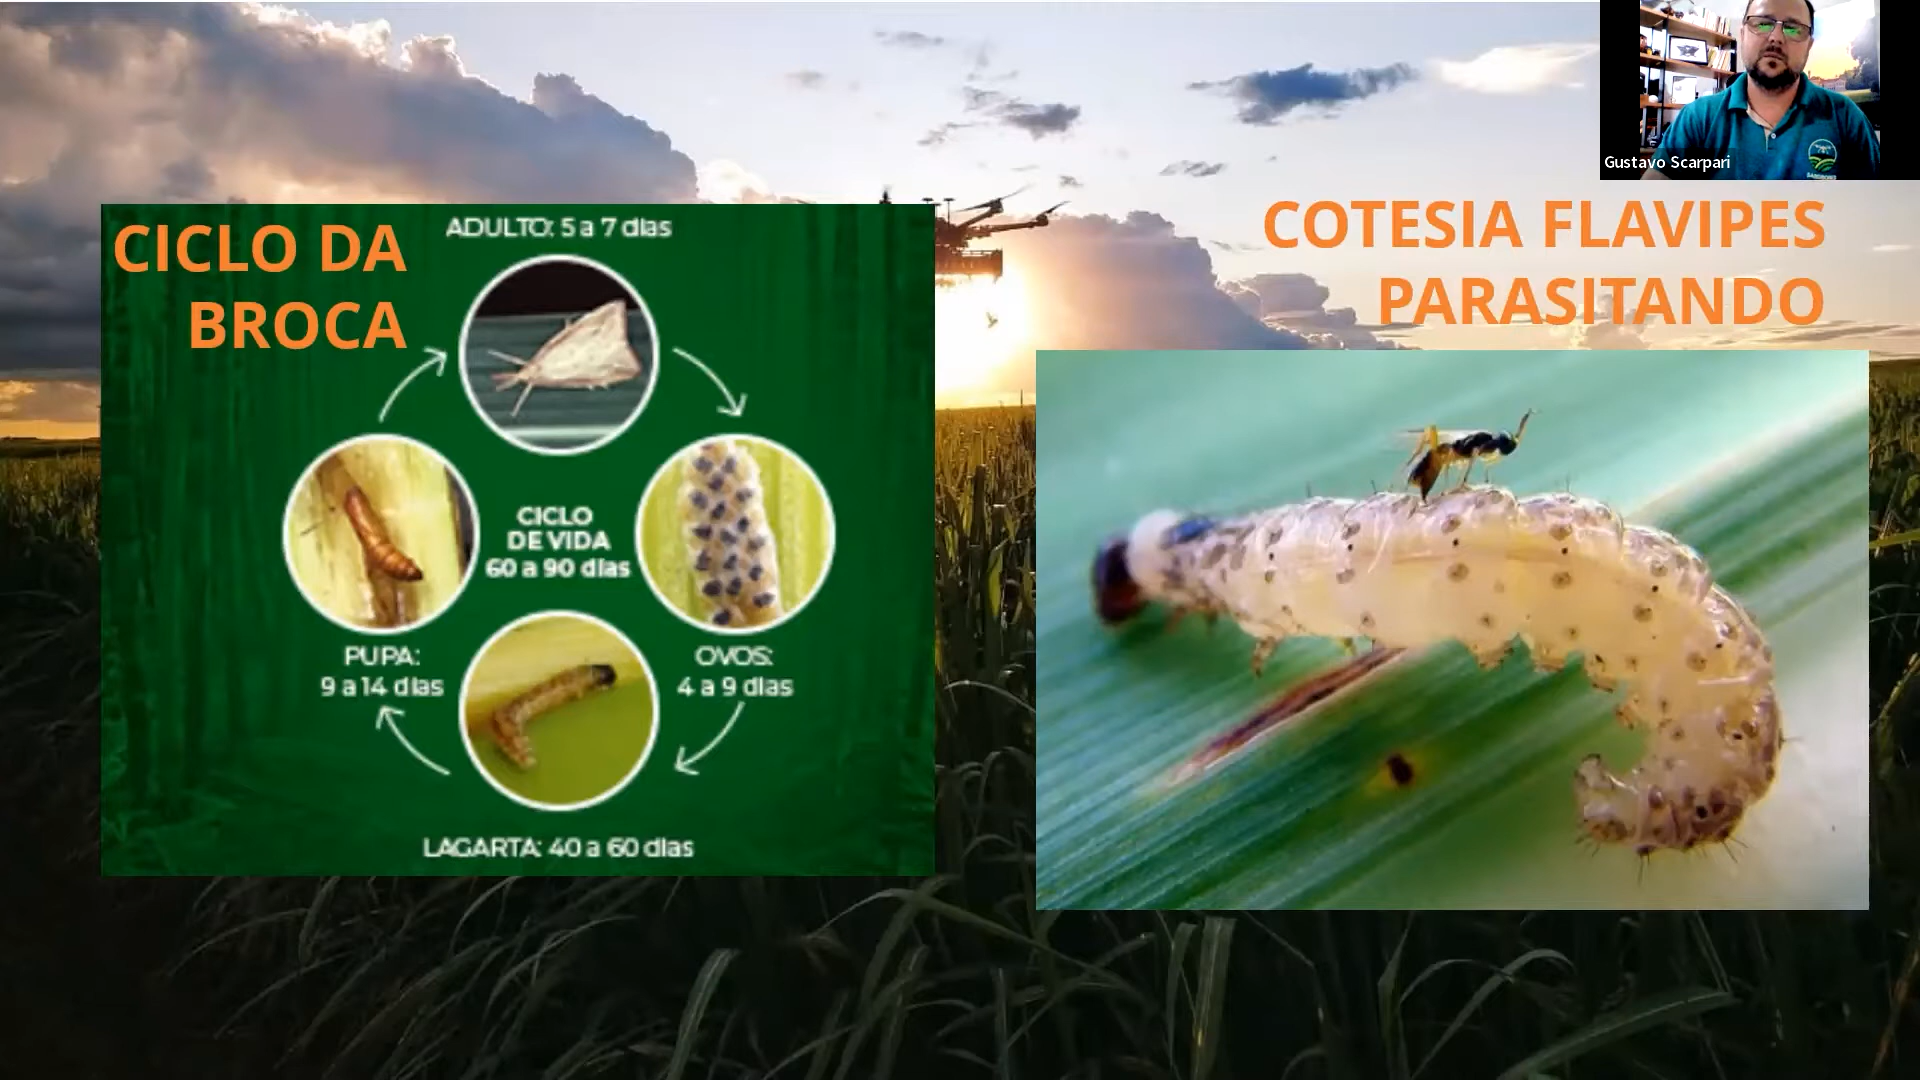 Gustavo Scarpari
CICLO DA
BROCA
ADULTO: 5 a 7 dias
CICLO
DE VIDA
60 a 90 dias
PUPA:
9 a 14 dias
OVOS:
4 a 9 dias
LAGARTA: 40 a 60 dias
COTESIA FLAVIPES
PARASITANDO